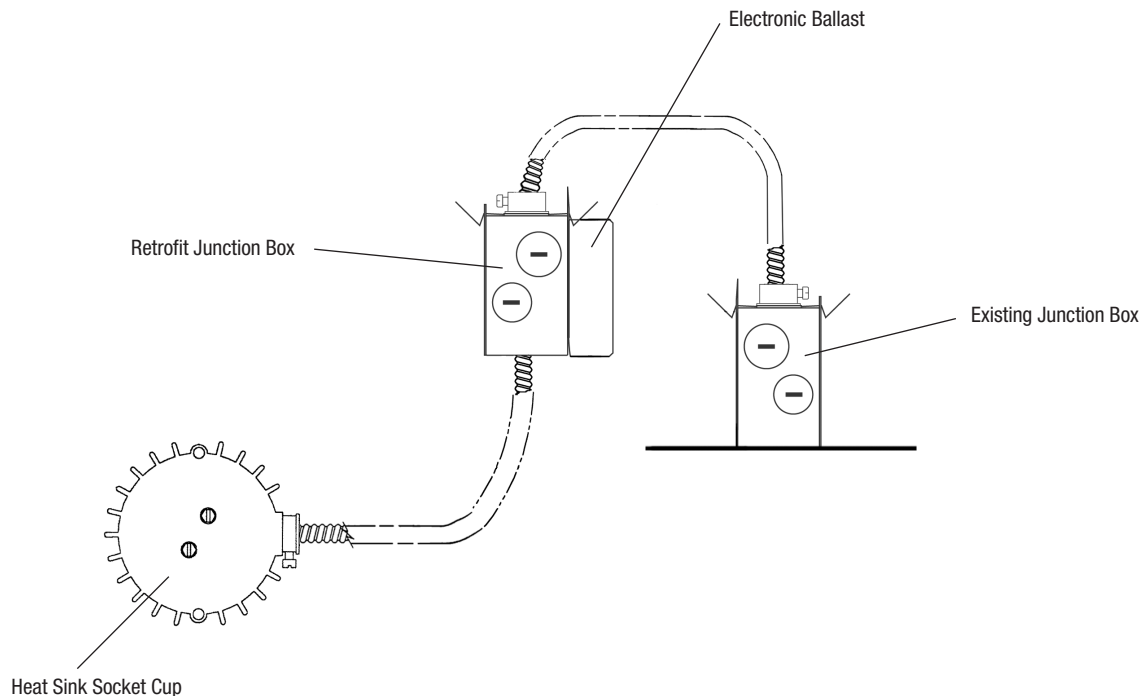 Electronic Ballast
Retrofit Junction Box
Existing Junction Box
Heat Sink Socket Cup